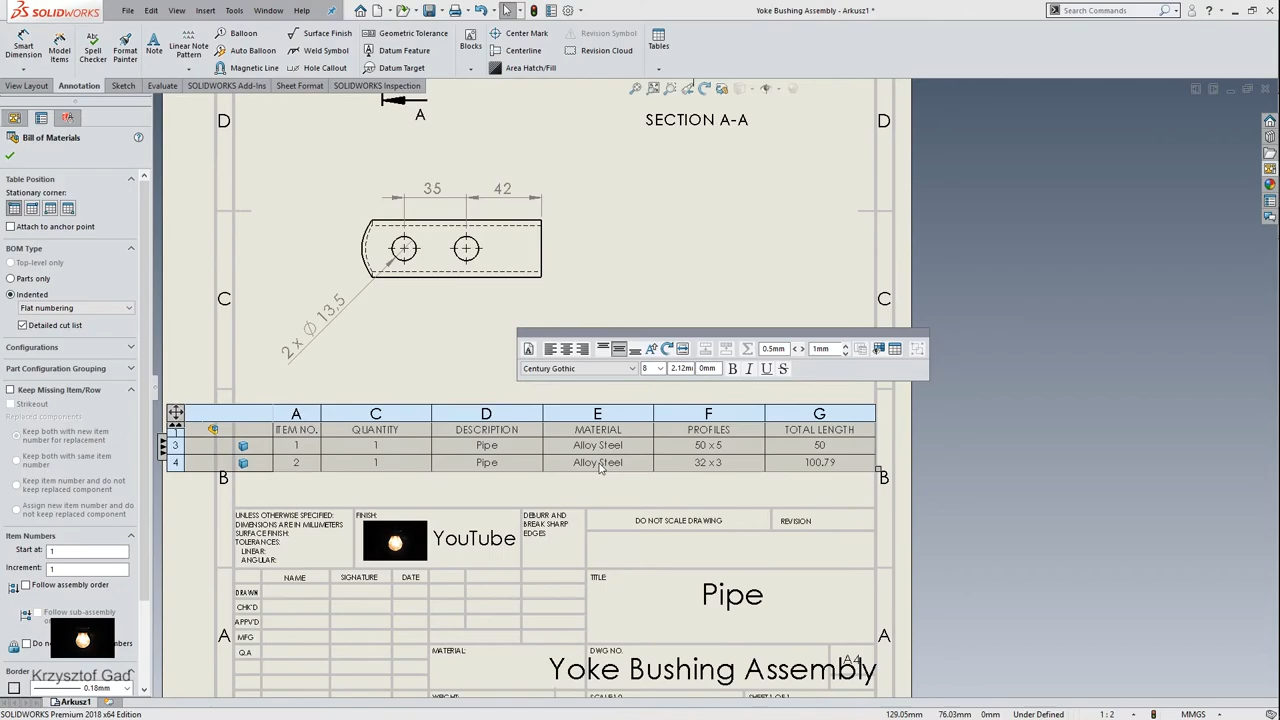 SOLIDWORKS
File Edit View Insert Tools Window Help
Yoke Bushing Assembly - Arkusz1 *
Search Commands
Smart Dimension
Model Items
Spell Checker
Format Painter
Note
Linear Note Pattern
Balloon
Auto Balloon
Magnetic Line
Surface Finish
Weld Symbol
Hole Callout
Geometric Tolerance
Datum Feature
Datum Target
Blocks
Center Mark
Centerline
Area Hatch/Fill
Revision Symbol
Revision Cloud
Tables
View Layout Annotation Sketch Evaluate SOLIDWORKS Add-Ins Sheet Format SOLIDWORKS Inspection
Bill of Materials
Table Position
Stationary corner:
Attach to anchor point
BOM Type
Top-level only
Parts only
Indented
Flat numbering
Detailed cut list
Configurations
Part Configuration Grouping
Keep Missing Item/Row
Strikeout
Replaced components
Keep both with new item number for replacement
Keep both with same item number
Keep item number and do not keep replaced component
Assign new item number and do not keep replaced component
Item Numbers
Start at: 1
Increment: 1
Follow assembly order
Follow sub-assembly
Krzysztof Gad
Border
0.18mm
D A SECTION A-A D
35 42
C C
2 x Ø 13,5
0.5mm 1mm
Century Gothic 8 2.12m 0mm B I U S
A C D E F G
1 ITEM NO. QUANTITY DESCRIPTION MATERIAL PROFILES TOTAL LENGTH
3 1 1 Pipe Alloy Steel 50 x 5 50
4 2 1 Pipe Alloy Steel 32 x 3 100.79
B B
UNLESS OTHERWISE SPECIFIED:
DIMENSIONS ARE IN MILLIMETERS
SURFACE FINISH:
TOLERANCES:
LINEAR:
ANGULAR:
FINISH:
YouTube
DEBURR AND
BREAK SHARP
EDGES
DO NOT SCALE DRAWING
REVISION
NAME SIGNATURE DATE
DRAWN
CHK'D
APPV'D
MFG
Q.A
TITLE
Pipe
A A
MATERIAL:
DWG NO.
Yoke Bushing Assembly
A4
Arkusz1
SOLIDWORKS Premium 2018 x64 Edition
129.05mm 76.03mm 0mm Under Defined 1 : 2 MMGS